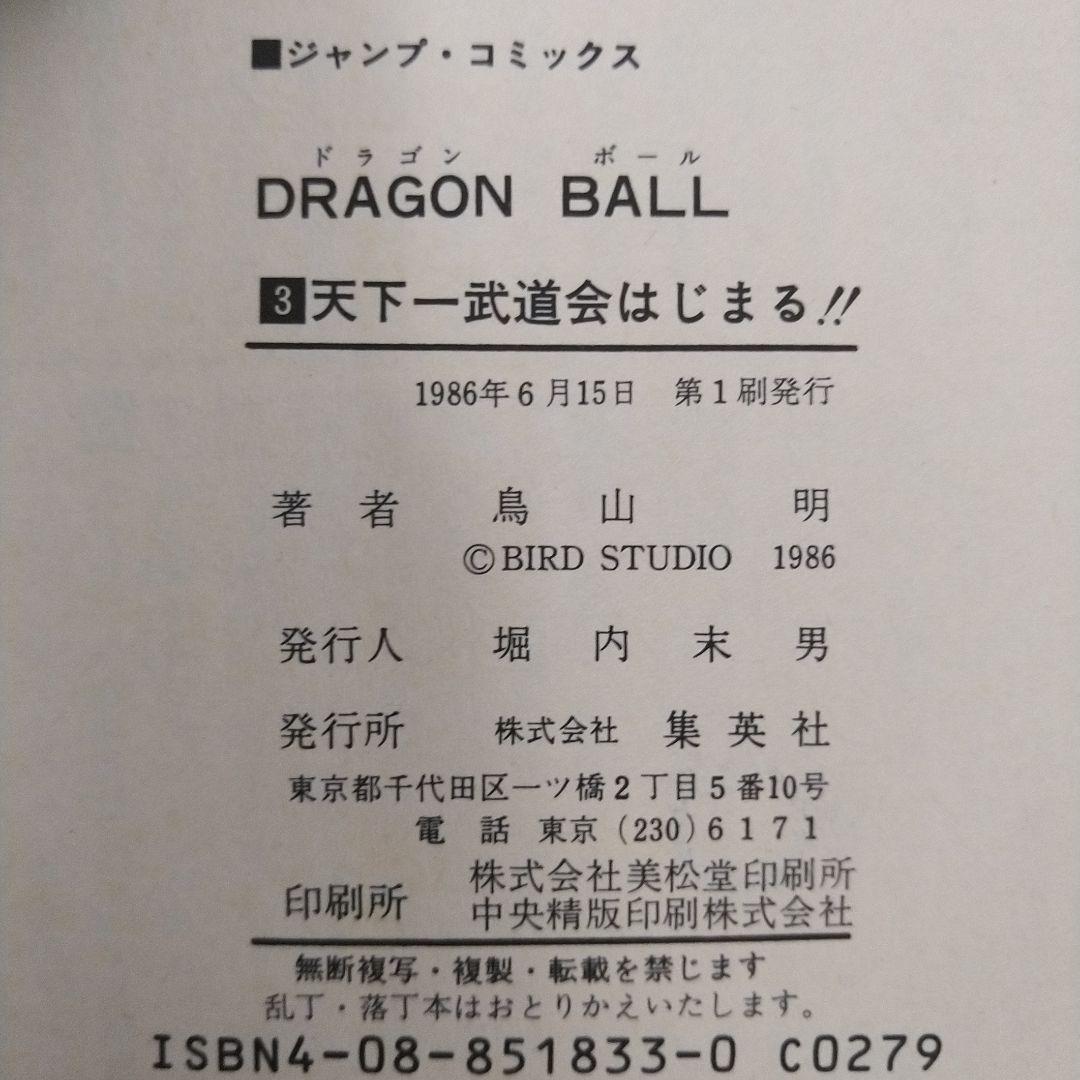 ■ジャンプ・コミックス
ドラゴン ボール
DRAGON BALL
3天下一武道会はじまる!!
1986年6月15日 第1刷発行
著者 鳥山 明
©BIRD STUDIO 1986
発行人 堀内末男
発行所 株式会社 集英社
東京都千代田区一ツ橋2丁目5番10号
電話 東京(230)6171
印刷所 株式会社美松堂印刷所
中央精版印刷株式会社
無断複写・複製・転載を禁じます
乱丁・落丁本はおとりかえいたします。
ISBN4-08-851833-0 C0279